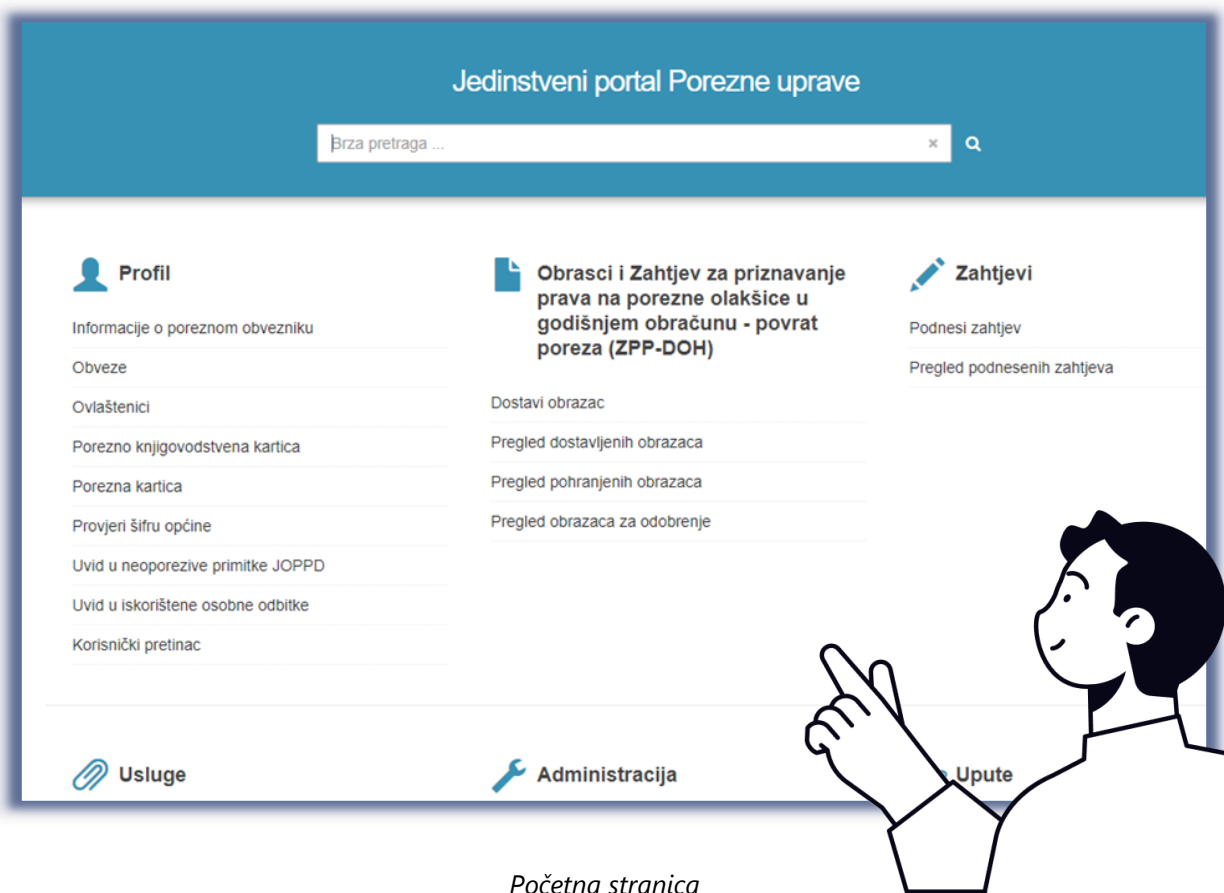 Jedinstveni portal Porezne uprave
Brza pretraga ...
Profil
Informacije o poreznom obvezniku
Obveze
Ovlaštenici
Porezno knjigovodstvena kartica
Porezna kartica
Provjeri šifru općine
Uvid u neoporezive primitke JOPPD
Uvid u iskorištene osobne odbitke
Korisnički pretinac
Obrasci i Zahtjev za priznavanje
prava na porezne olakšice u
godišnjem obračunu - povrat
poreza (ZPP-DOH)
Dostavi obrazac
Pregled dostavljenih obrazaca
Pregled pohranjenih obrazaca
Pregled obrazaca za odobrenje
Zahtjevi
Podnesi zahtjev
Pregled podnesenih zahtjeva
Usluge
Administracija
Upute
Početna stranica